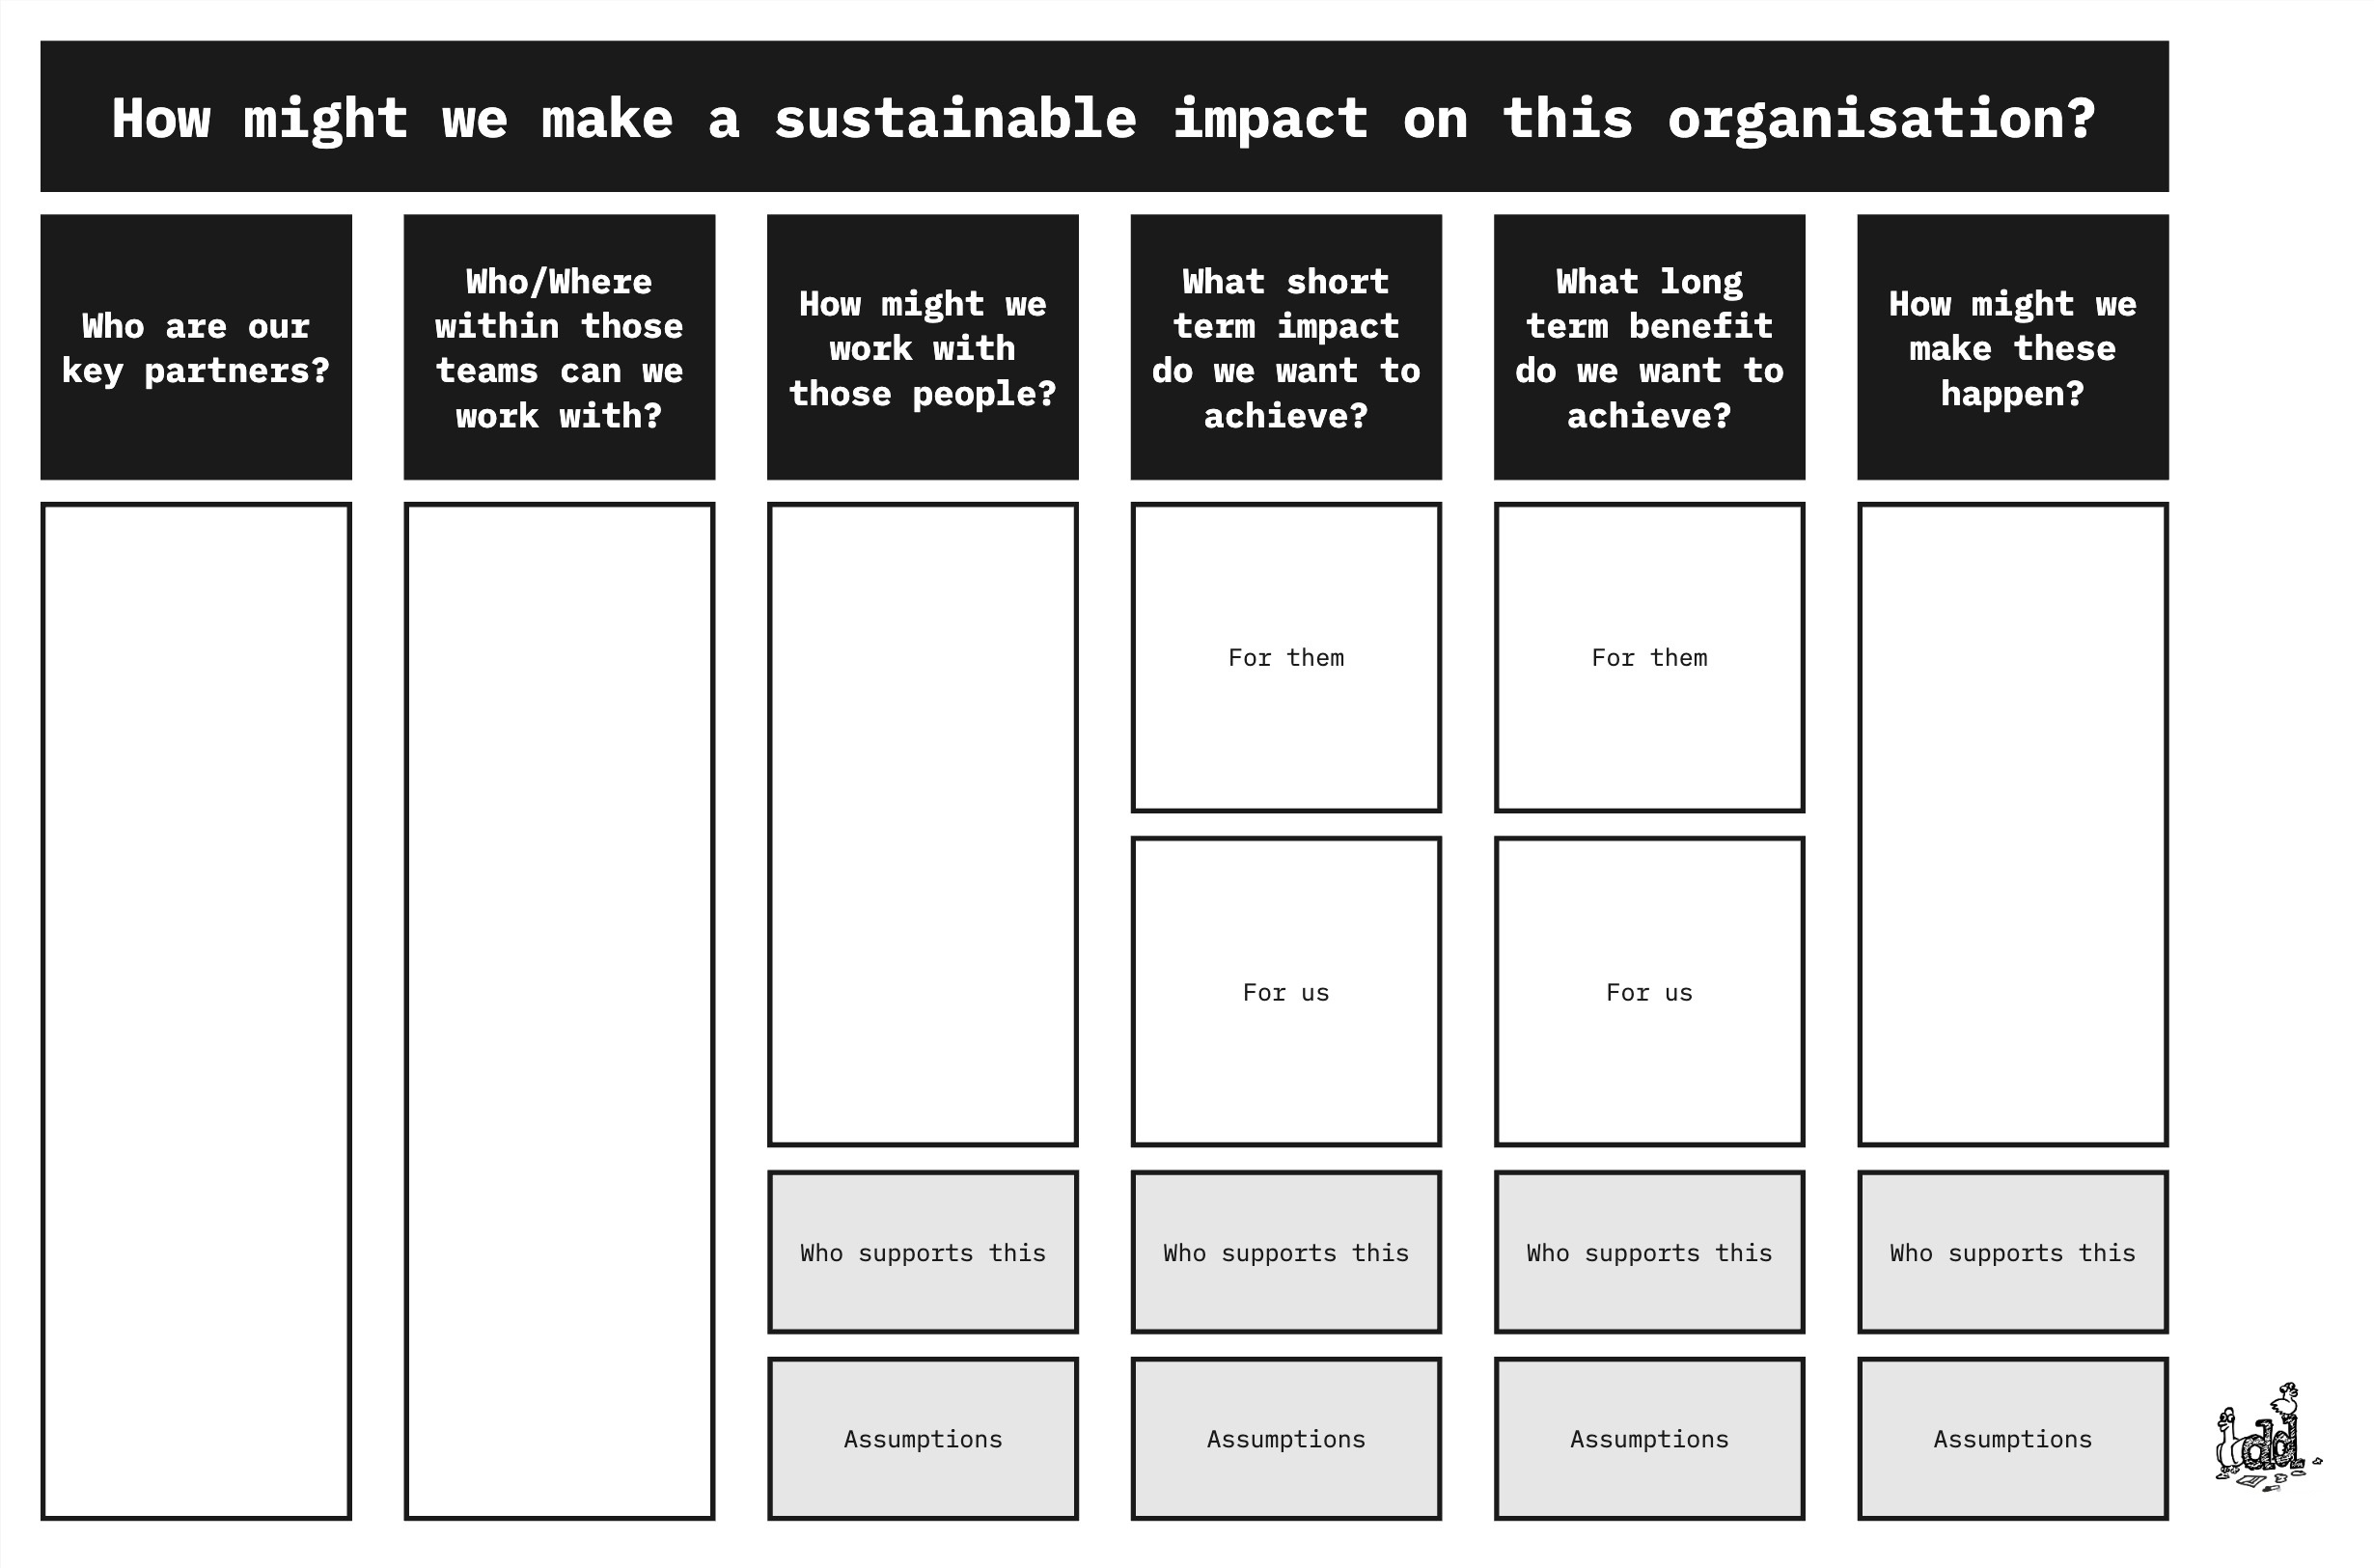 How might we make a sustainable impact on this organisation?
Who are our
key partners?
Who/Where
within those
teams can we
work with?
How might we
work with
those people?
What short
term impact
do we want to
achieve?
What long
term benefit
do we want to
achieve?
How might we
make these
happen?
For them
For them
For us
For us
Who supports this
Who supports this
Who supports this
Who supports this
Assumptions
Assumptions
Assumptions
Assumptions